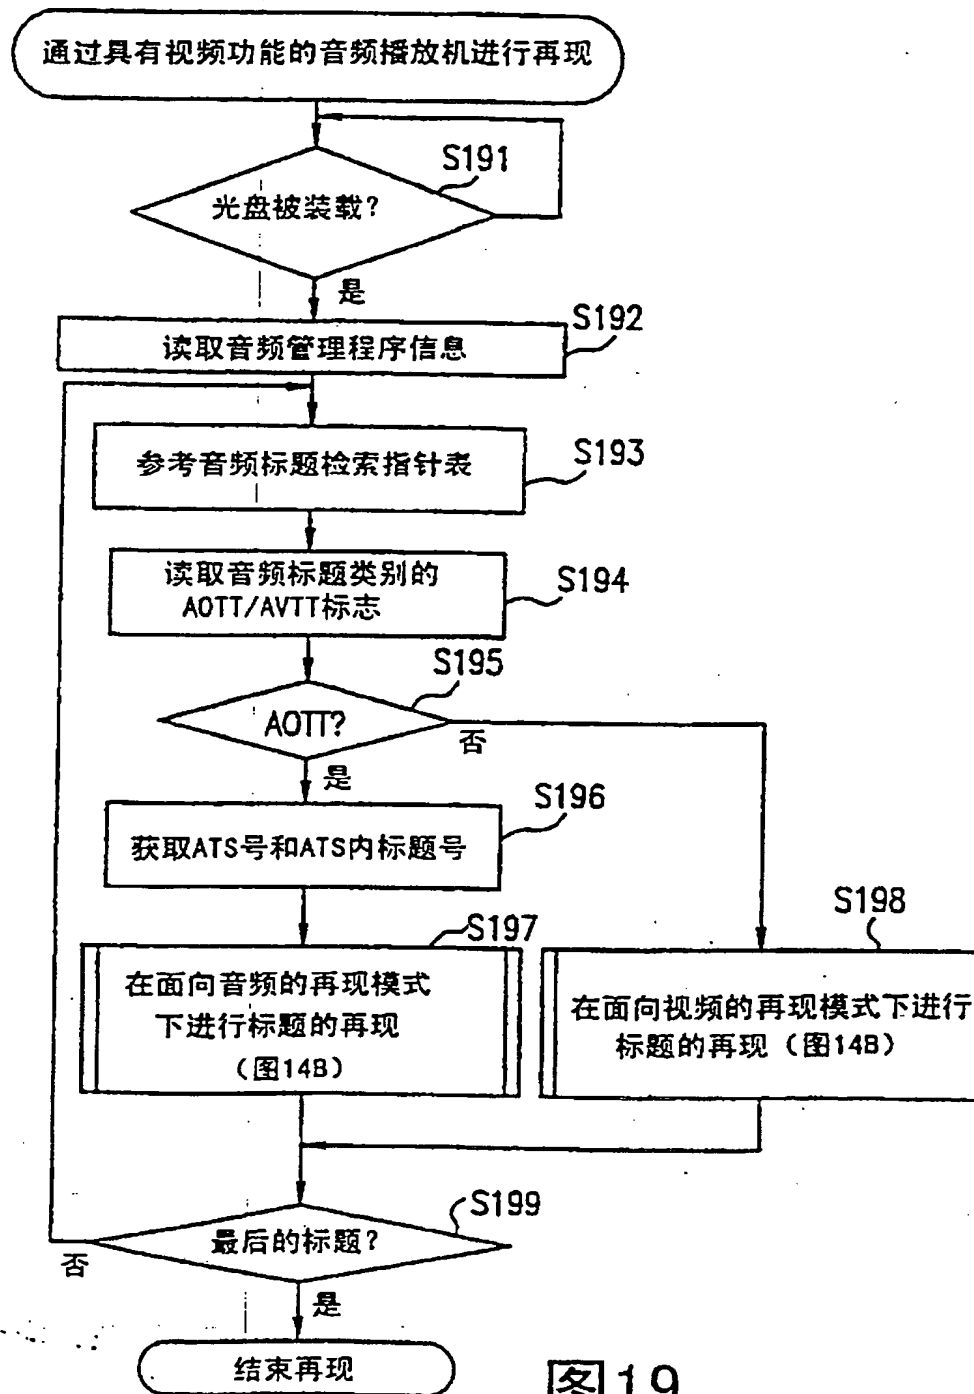 通过具有视频功能的音频播放机进行再现
S191
光盘被装载?
是
S192
读取音频管理程序信息
S193
参考音频标题检索指针表
S194
读取音频标题类别的
AOTT/AVTT标志
S195
AOTT?
否
是
S196
获取ATS号和ATS内标题号
S197
在面向音频的再现模式
下进行标题的再现
(图14B)
S198
在面向视频的再现模式下进行
标题的再现(图14B)
S199
最后的标题?
否
是
结束再现
图19